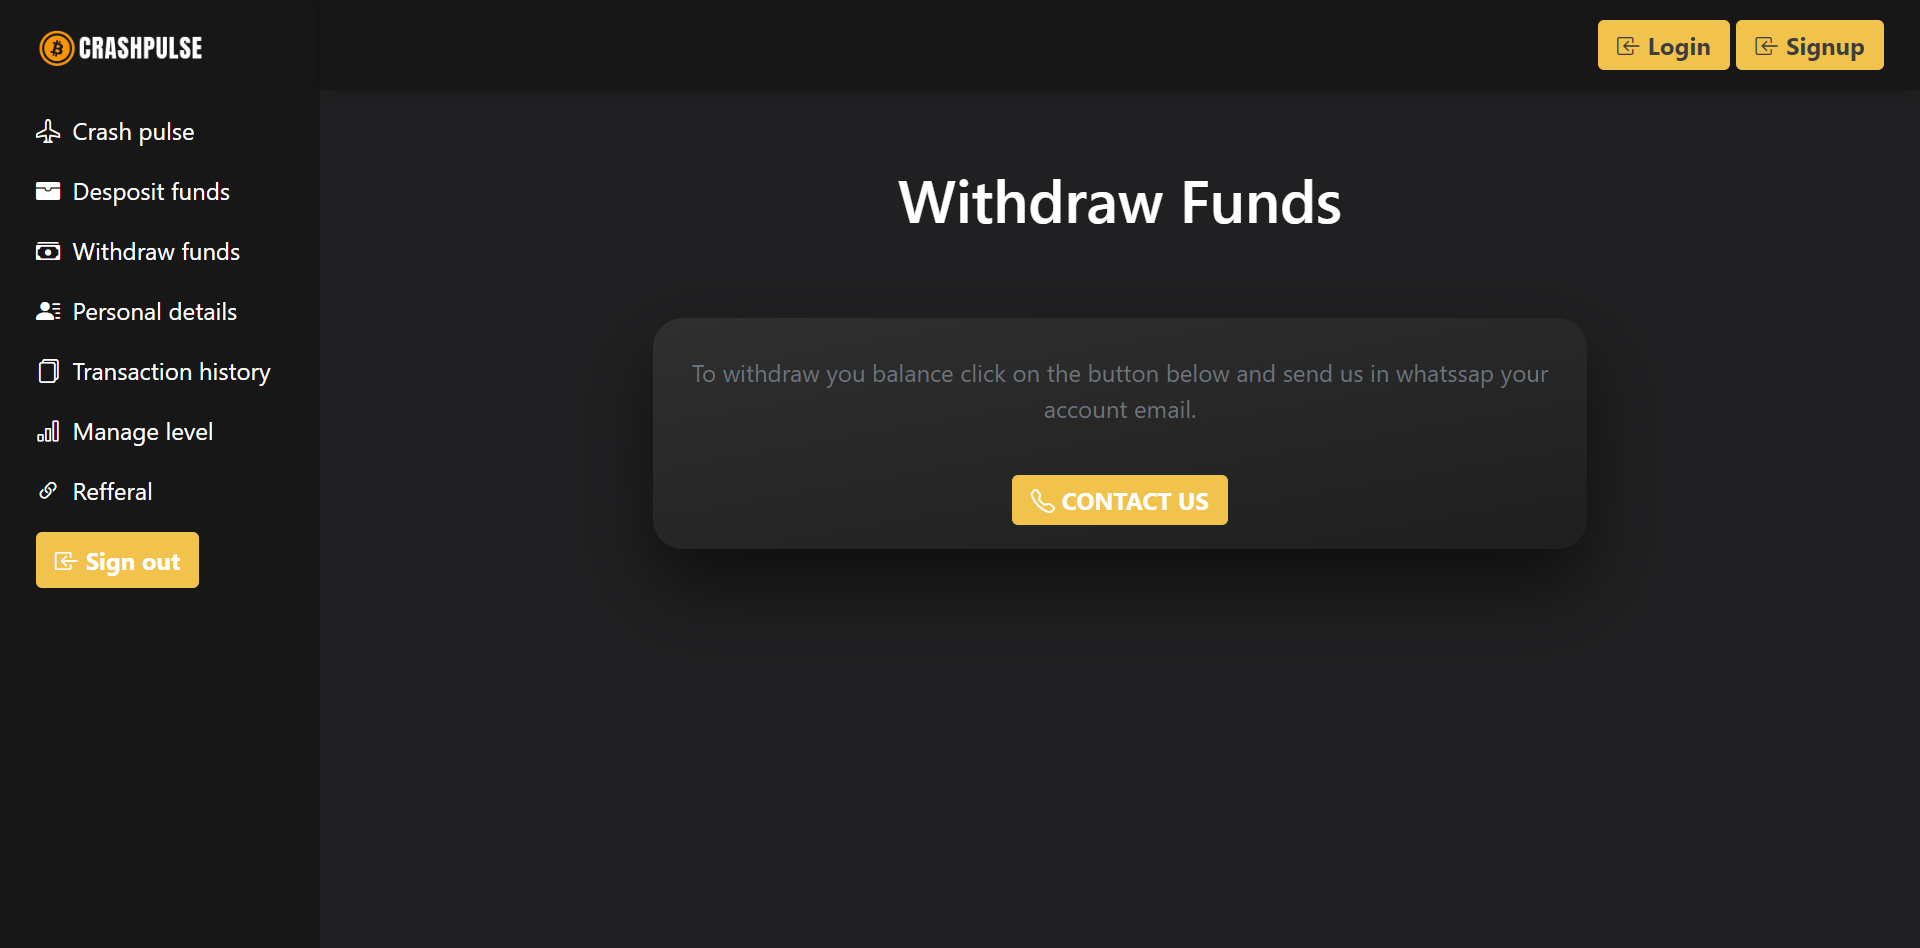 CRASHPULSE
Login
Signup
Crash pulse
Desposit funds
Withdraw funds
Personal details
Transaction history
Manage level
Refferal
Sign out
Withdraw Funds
To withdraw you balance click on the button below and send us in whatssap your
account email.
CONTACT US